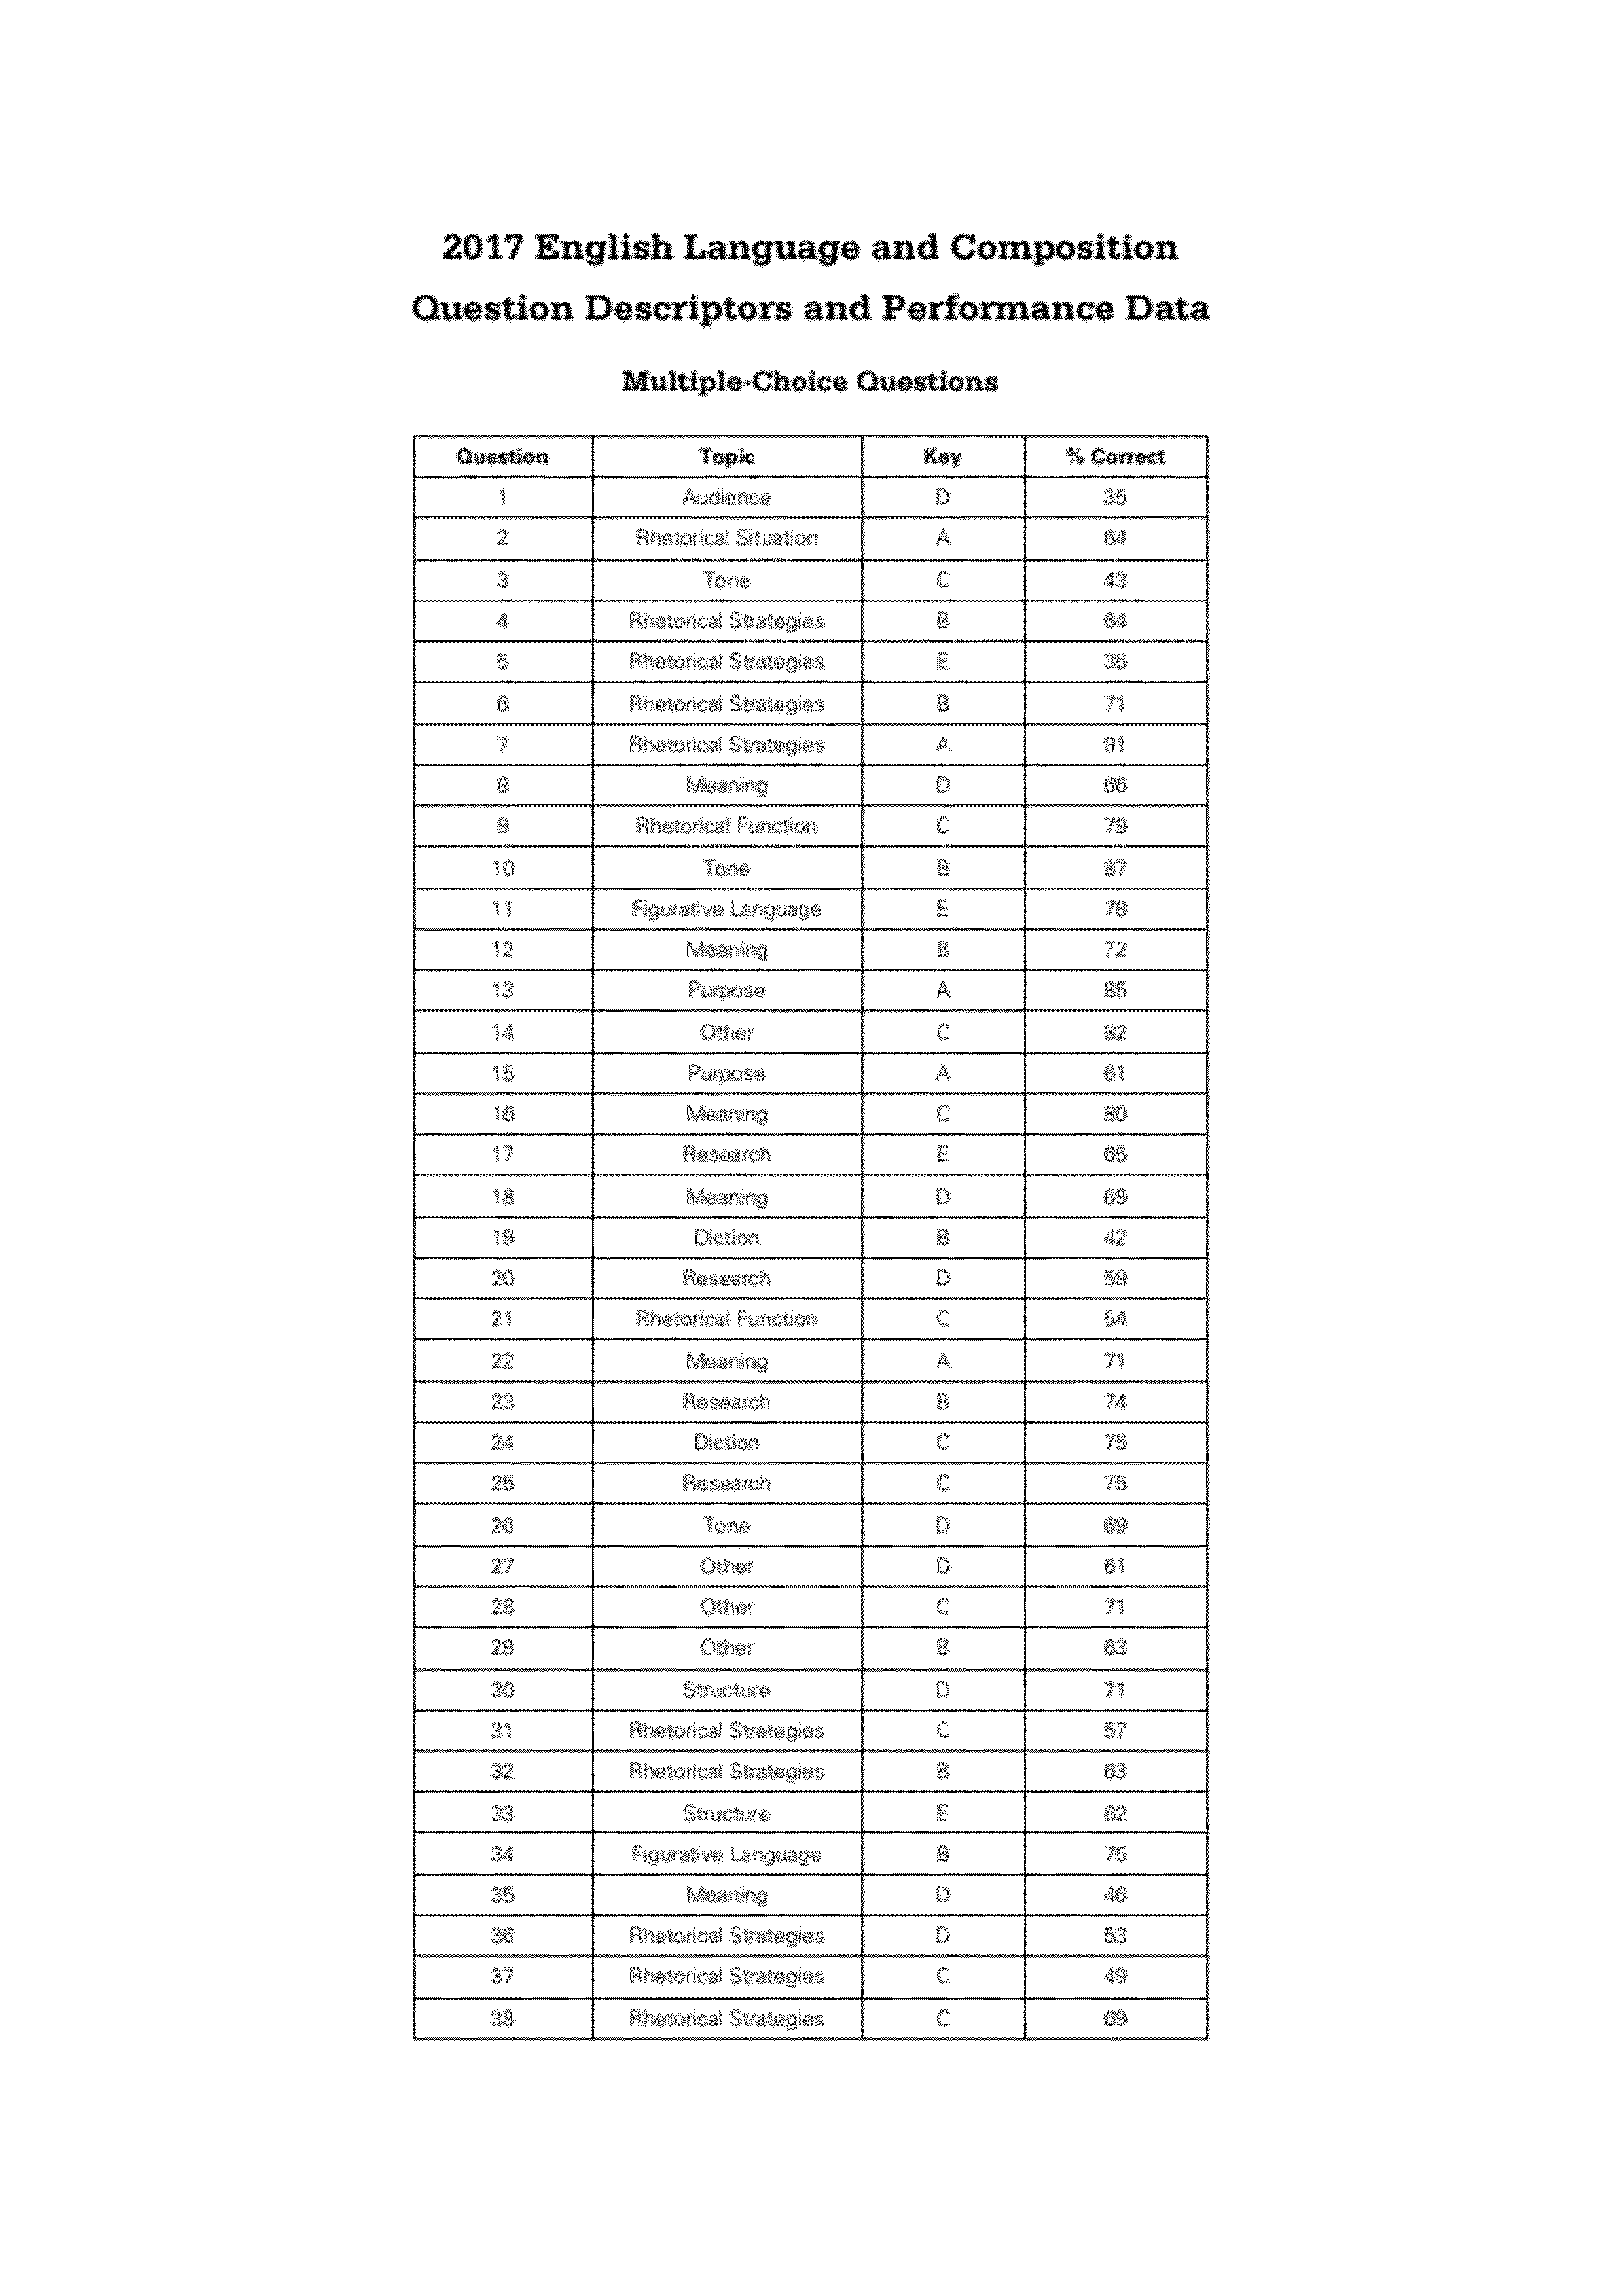 2017 English Language and Composition
Question Descriptors and Performance Data
Multiple-Choice Questions
Question Topic Key % Correct
1 Audience D 35
2 Rhetorical Situation A 64
3 Tone C 43
4 Rhetorical Strategies B 64
5 Rhetorical Strategies E 35
6 Rhetorical Strategies B 71
7 Rhetorical Strategies A 91
8 Meaning D 66
9 Rhetorical Function C 79
10 Tone B 87
11 Figurative Language E 78
12 Meaning B 72
13 Purpose A 85
14 Other C 82
15 Purpose A 61
16 Meaning C 80
17 Research E 65
18 Meaning D 69
19 Diction B 42
20 Research D 59
21 Rhetorical Function C 54
22 Meaning A 71
23 Research B 74
24 Diction C 75
25 Research C 75
26 Tone D 69
27 Other D 61
28 Other C 71
29 Other B 63
30 Structure D 71
31 Rhetorical Strategies C 57
32 Rhetorical Strategies B 63
33 Structure E 62
34 Figurative Language B 75
35 Meaning D 46
36 Rhetorical Strategies D 53
37 Rhetorical Strategies C 49
38 Rhetorical Strategies C 69